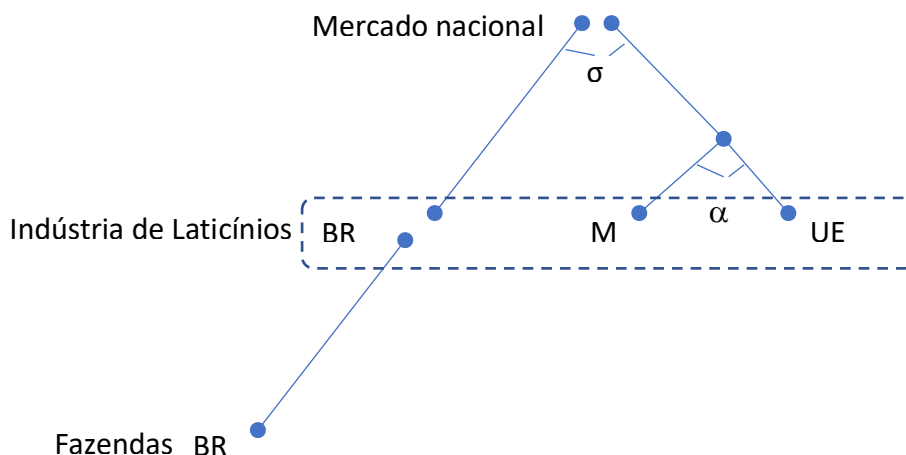 Mercado nacional
σ
Indústria de Laticínios BR M α UE
Fazendas BR